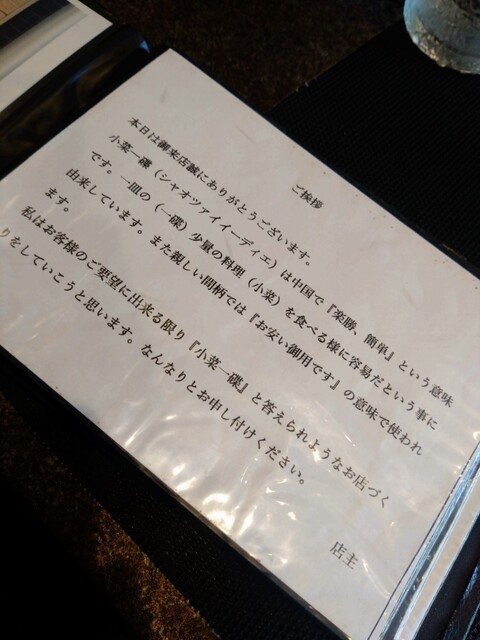 ご挨拶
本日は御来店誠にありがとうございます。
小菜一碟（シャオツァイイーディエ）は中国で『楽勝、簡単』という意味
です。一皿の（一碟）少量の料理（小菜）を食べる様に容易だという事に
由来しています。また親しい間柄では『お安い御用です』の意味で使われ
ます。
私はお客様のご要望に出来る限り『小菜一碟』と答えられようなお店づく
りをしていこうと思います。なんなりとお申し付けください。
店主